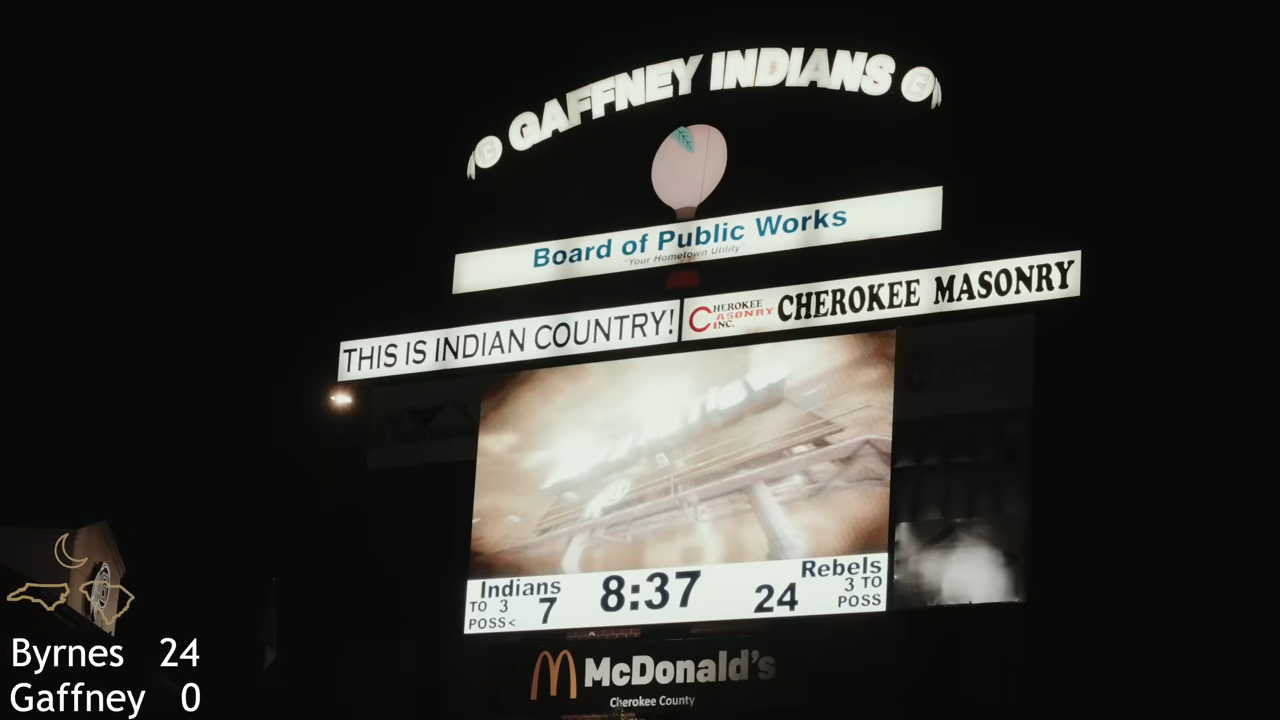 GAFFNEY INDIANS
Board of Public Works
"Your Hometown Utility"
THIS IS INDIAN COUNTRY!
CHEROKEE
MASONRY
INC.
CHEROKEE MASONRY
Indians
TO 3
POSS<
7
8:37
24
Rebels
3 TO
POSS
McDonald's
Cherokee County
Byrnes 24
Gaffney 0